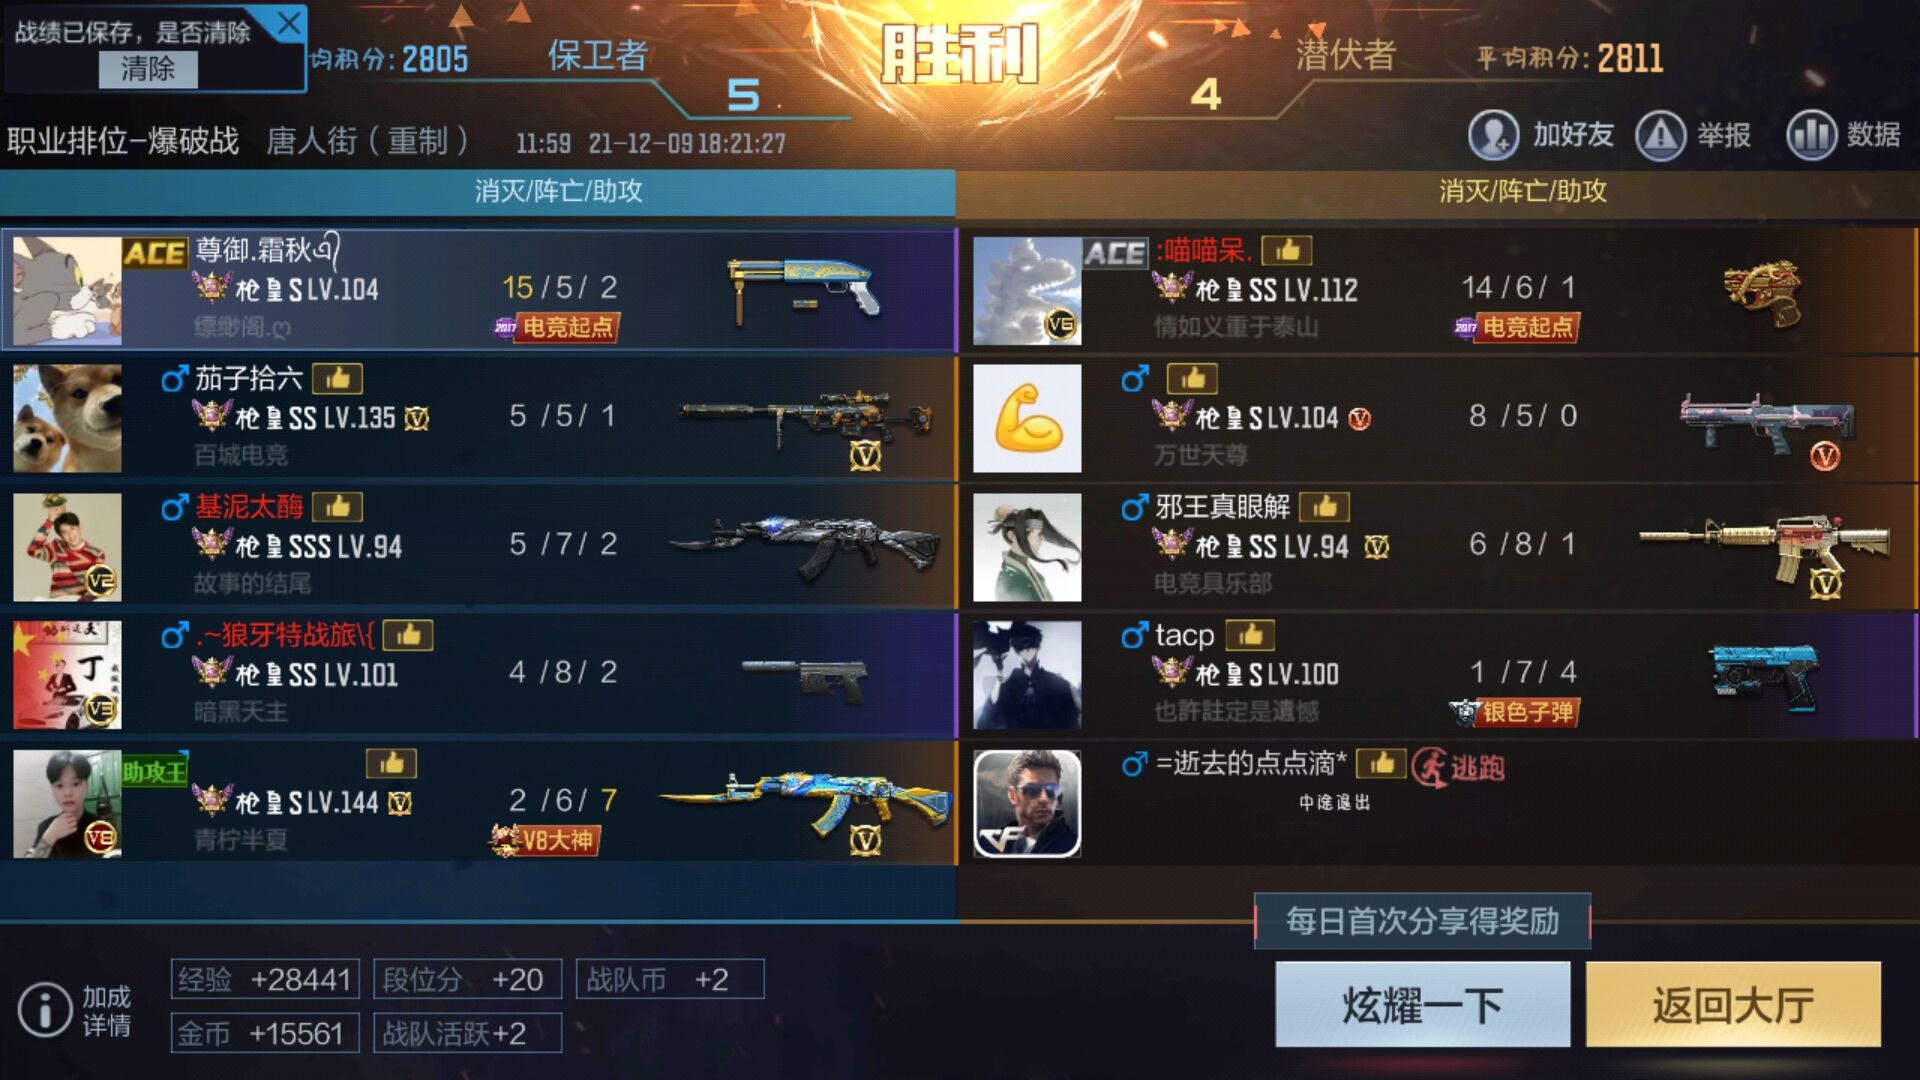 战绩已保存，是否清除
清除
均积分: 2805
保卫者
5
胜利
4
潜伏者
平均积分: 2811
职业排位-爆破战 唐人街（重制） 11:59 21-12-09 18:21:27
加好友
举报
数据
消灭/阵亡/助攻
消灭/阵亡/助攻
ACE 尊御.霜秋
枪皇S LV.104
15/5/2
缥缈阁.ღ
2017 电竞起点
茄子拾六
枪皇SS LV.135
5/5/1
百城电竞
基泥太酶
枪皇SSS LV.94
5/7/2
V2
故事的结尾
.~狼牙特战旅\{
枪皇SS LV.101
4/8/2
V3
暗黑天主
助攻王
枪皇S LV.144
2/6/7
V8
青柠半夏
V8大神
ACE :喵喵呆.
枪皇SS LV.112
14/6/1
V6
情如义重于泰山
2017 电竞起点
枪皇S LV.104
8/5/0
万世天尊
邪王真眼解
枪皇SS LV.94
6/8/1
电竞具乐部
tacp
枪皇S LV.100
1/7/4
也許註定是遺憾
银色子弹
=逝去的点点滴*
逃跑
中途退出
CF
每日首次分享得奖励
加成
详情
经验 +28441
段位分 +20
战队币 +2
金币 +15561
战队活跃+2
炫耀一下
返回大厅